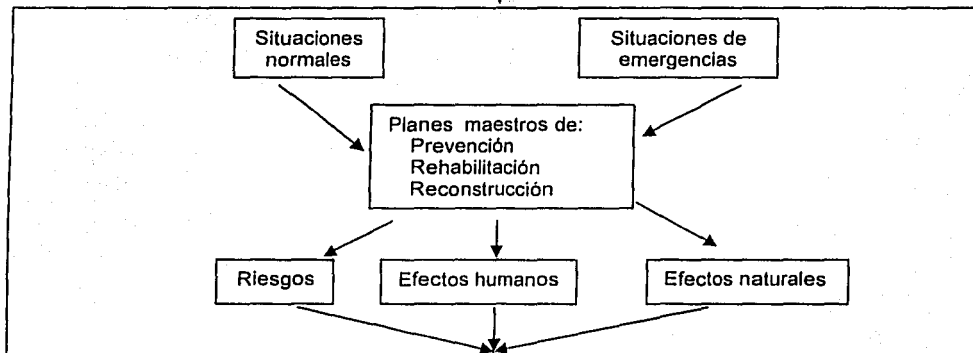 Situaciones
normales
Situaciones de
emergencias
Planes maestros de:
Prevención
Rehabilitación
Reconstrucción
Riesgos
Efectos humanos
Efectos naturales